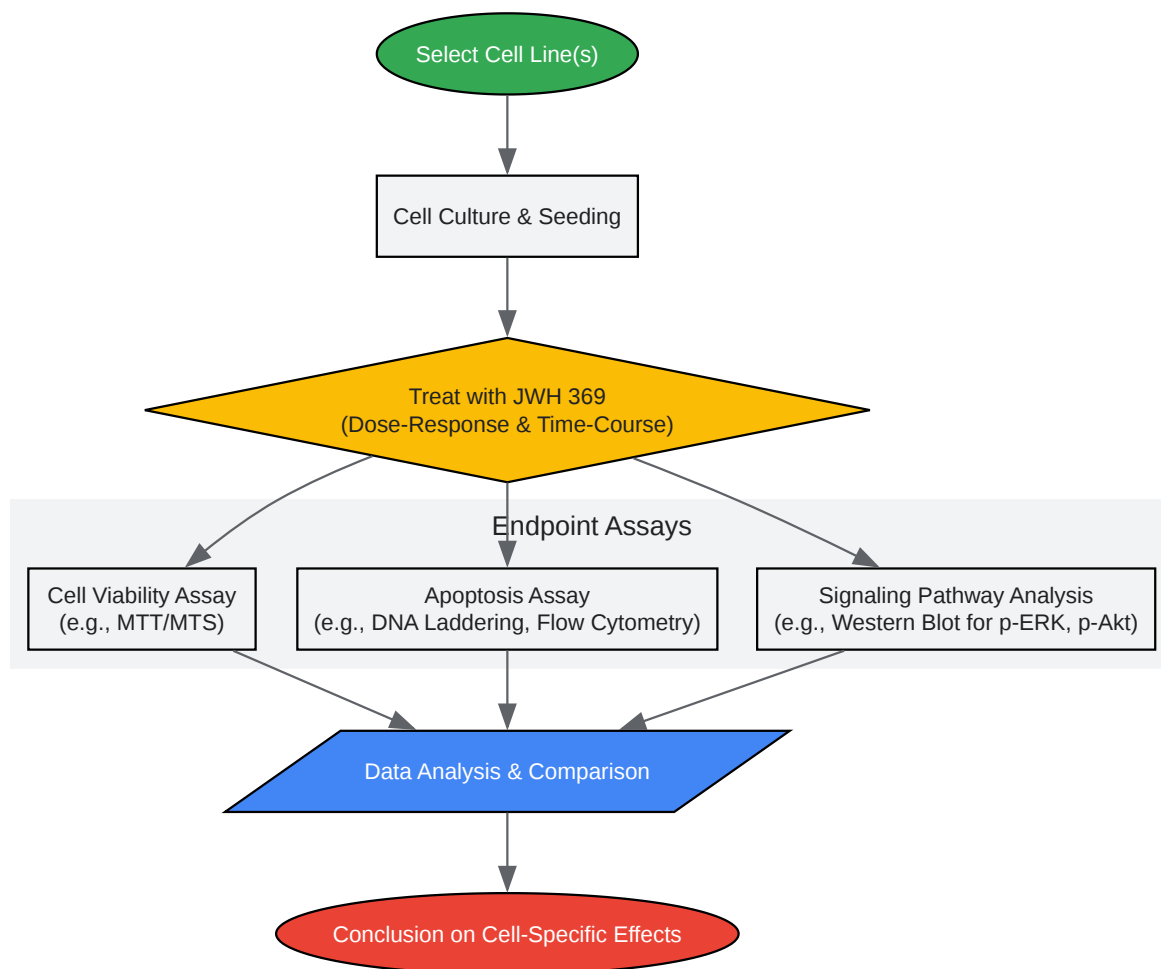 Select Cell Line(s)
Cell Culture & Seeding
Treat with JWH 369
(Dose-Response & Time-Course)
Endpoint Assays
Cell Viability Assay
(e.g., MTT/MTS)
Apoptosis Assay
(e.g., DNA Laddering, Flow Cytometry)
Signaling Pathway Analysis
(e.g., Western Blot for p-ERK, p-Akt)
Data Analysis & Comparison
Conclusion on Cell-Specific Effects